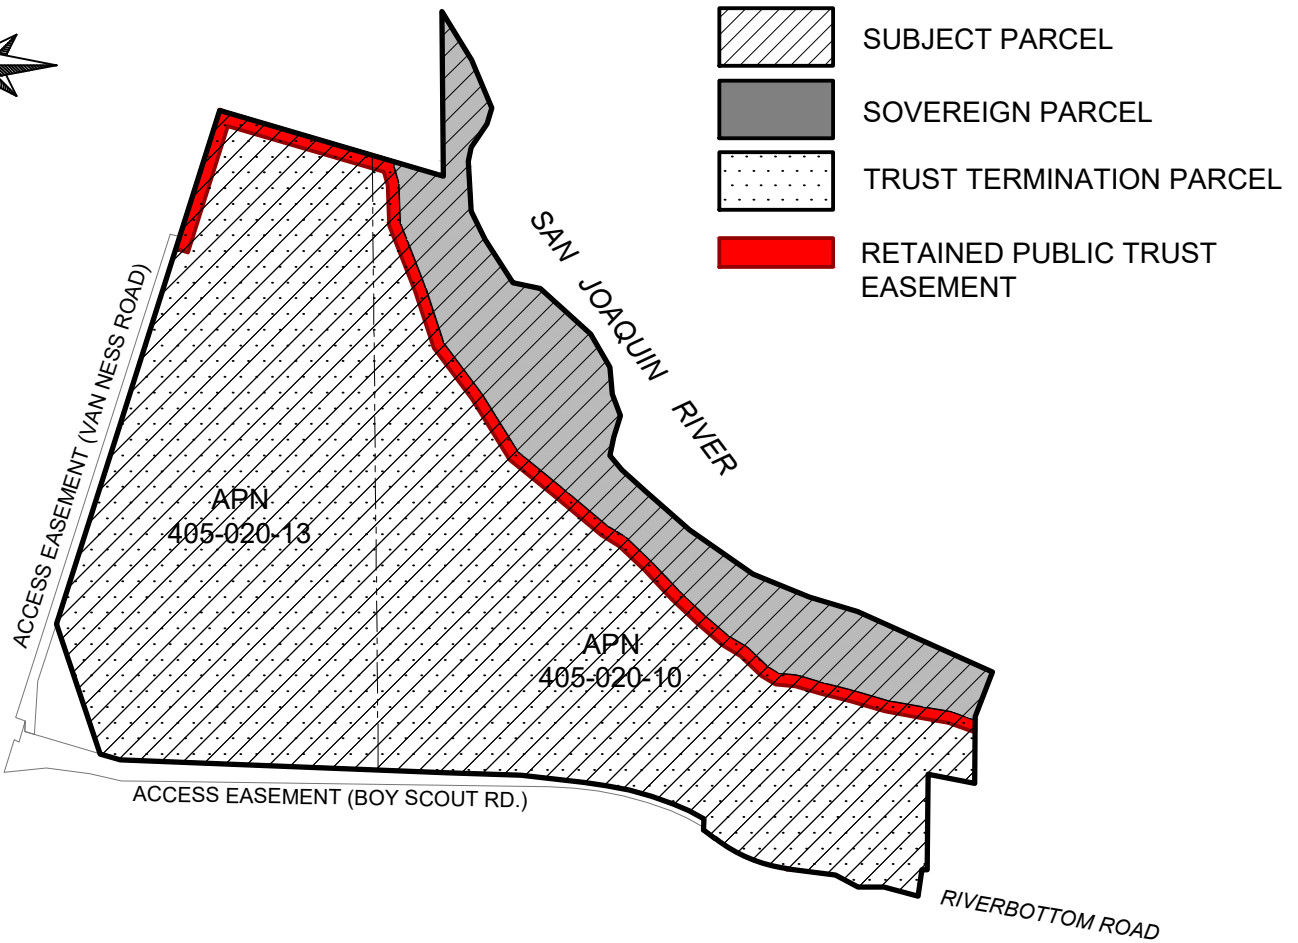 SUBJECT PARCEL
SOVEREIGN PARCEL
TRUST TERMINATION PARCEL
RETAINED PUBLIC TRUST
EASEMENT
SAN JOAQUIN RIVER
ACCESS EASEMENT (VAN NESS ROAD)
APN
405-020-13
APN
405-020-10
ACCESS EASEMENT (BOY SCOUT RD.)
RIVERBOTTOM ROAD